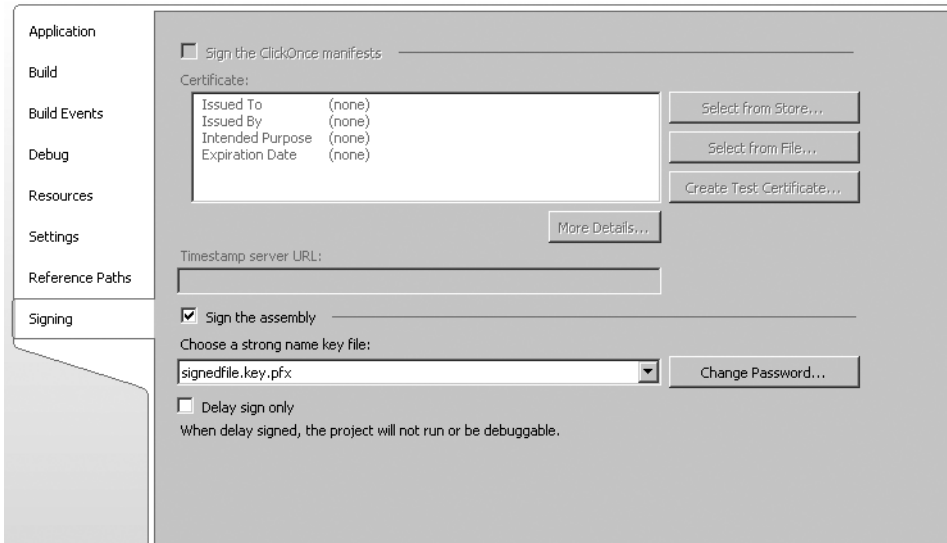 Application
Build
Build Events
Debug
Resources
Settings
Reference Paths
Signing
Sign the ClickOnce manifests
Certificate:
Issued To (none)
Issued By (none)
Intended Purpose (none)
Expiration Date (none)
Select from Store...
Select from File...
Create Test Certificate...
More Details...
Timestamp server URL:
Sign the assembly
Choose a strong name key file:
signedfile.key.pfx
Change Password...
Delay sign only
When delay signed, the project will not run or be debuggable.